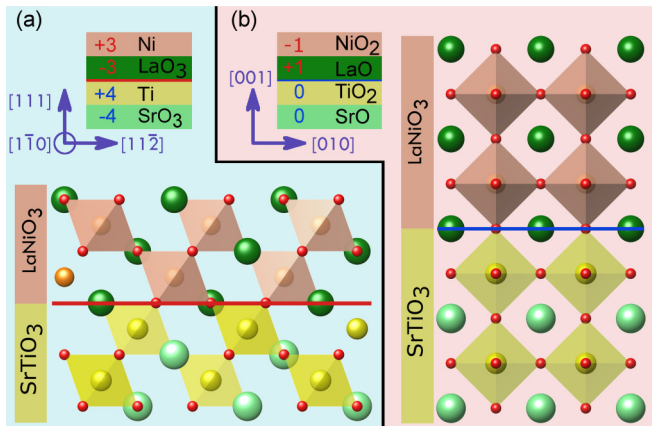 (a)
+3 Ni
-3 LaO₃
+4 Ti
-4 SrO₃
[111]
[11̅0]
[112̅]
LaNiO₃
SrTiO₃
(b)
-1 NiO₂
+1 LaO
0 TiO₂
0 SrO
[001]
[010]
LaNiO₃
SrTiO₃